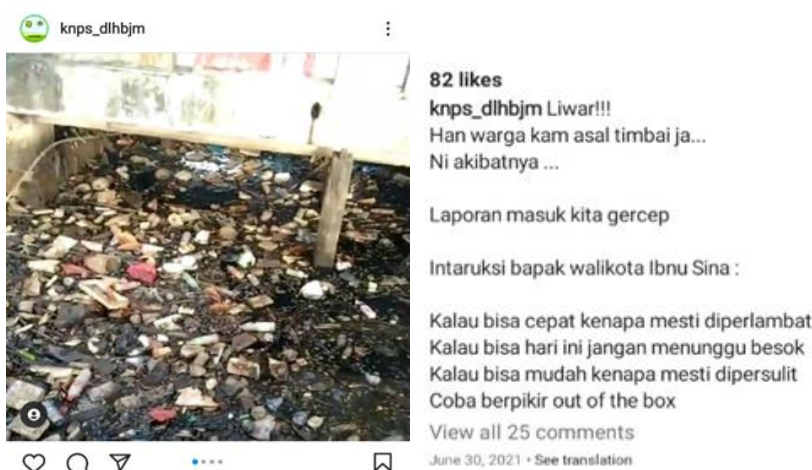 knps_dlhbjm
82 likes
knps_dlhbjm Liwar!!!
Han warga kam asal timbai ja...
Ni akibatnya ...
Laporan masuk kita gercep
Intaruksi bapak walikota Ibnu Sina :
Kalau bisa cepat kenapa mesti diperlambat
Kalau bisa hari ini jangan menunggu besok
Kalau bisa mudah kenapa mesti dipersulit
Coba berpikir out of the box
View all 25 comments
June 30, 2021 • See translation